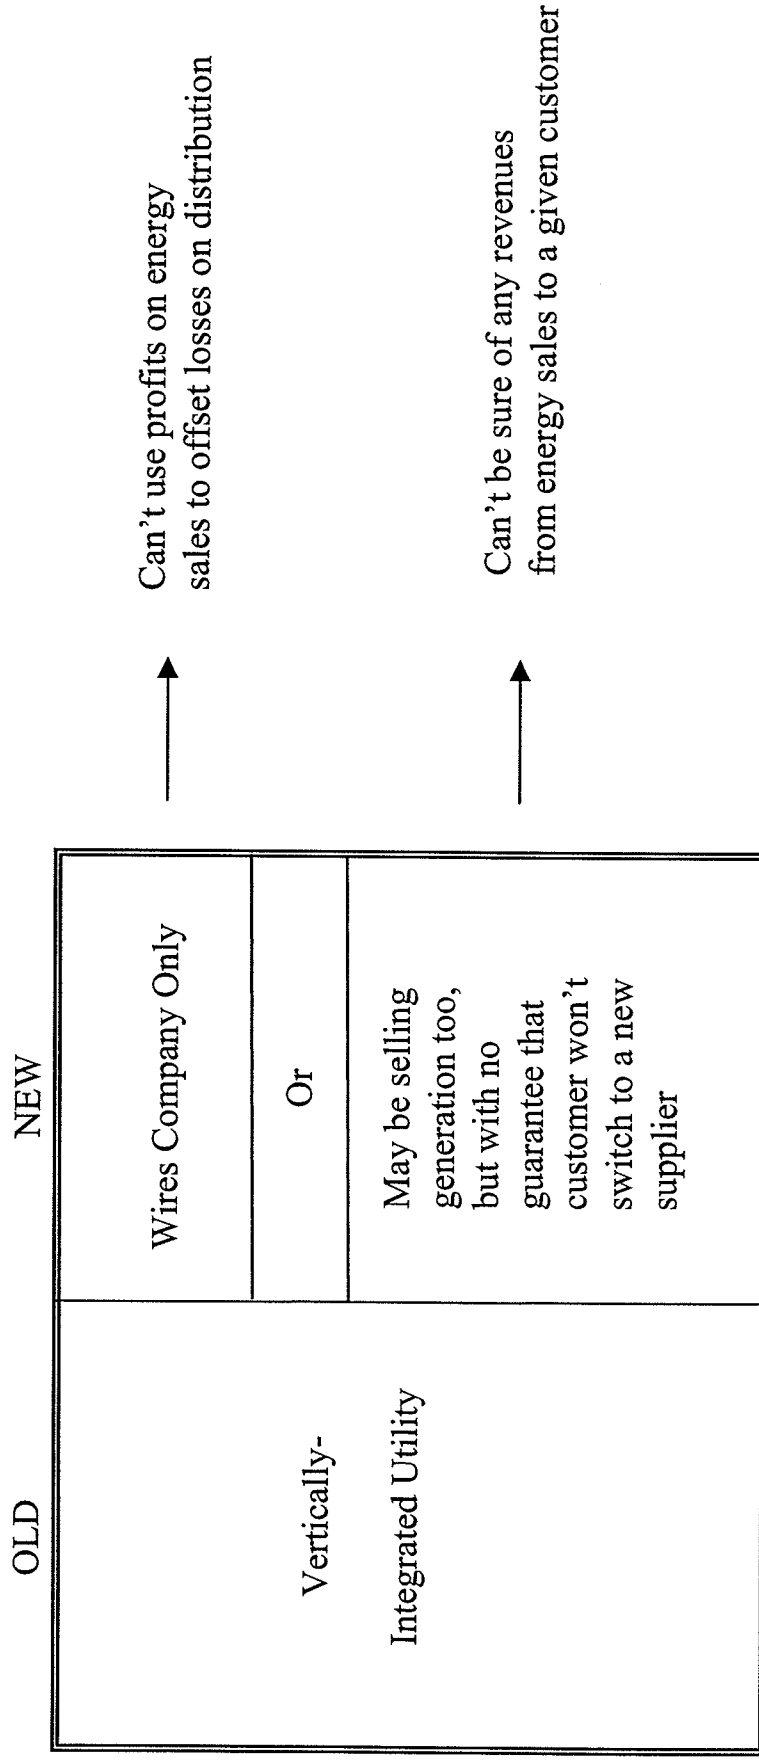 OLD
NEW
Vertically-
Integrated Utility
Wires Company Only
Or
May be selling
generation too,
but with no
guarantee that
customer won't
switch to a new
supplier
Can't use profits on energy
sales to offset losses on distribution
Can't be sure of any revenues
from energy sales to a given customer